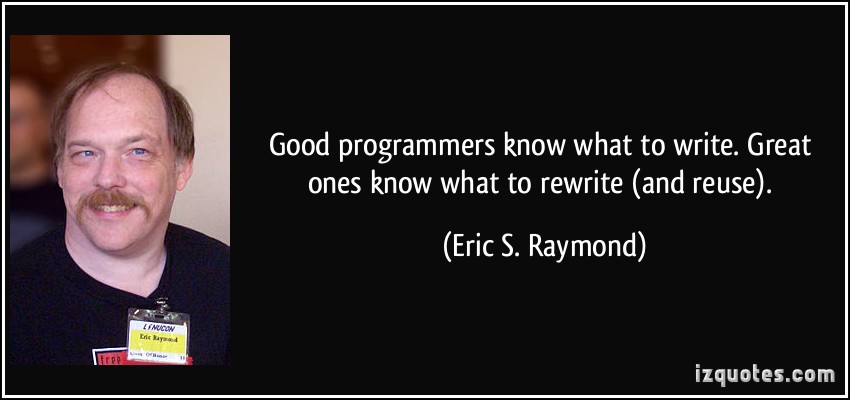 Good programmers know what to write. Great
ones know what to rewrite (and reuse).
(Eric S. Raymond)
LINUCON
Eric Raymond
Of Honor
free
izquotes.com